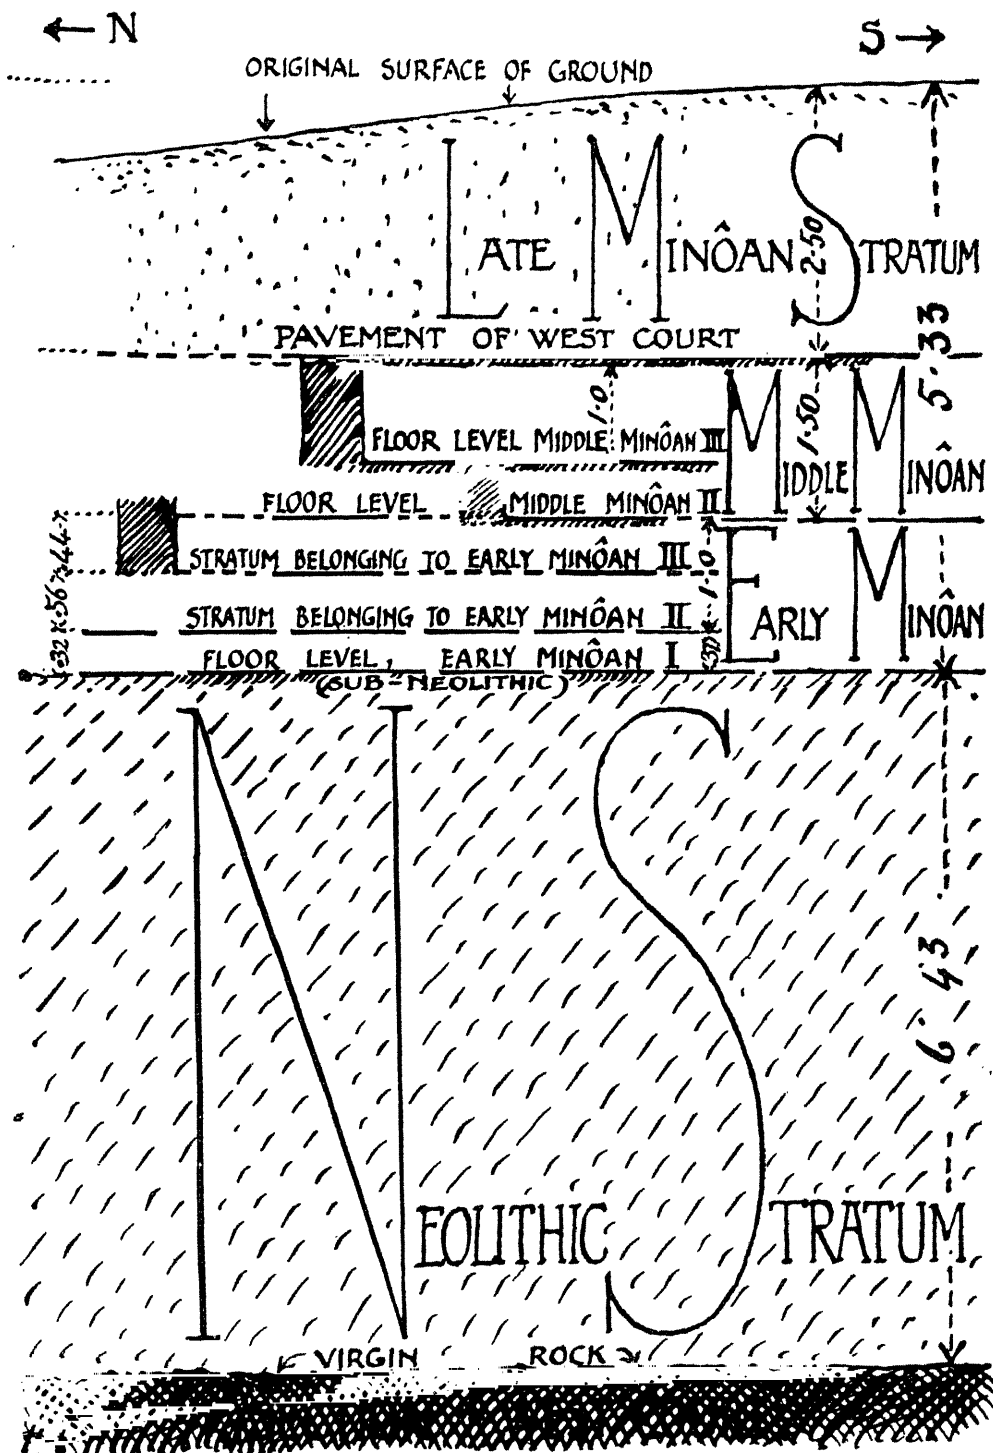 N S
ORIGINAL SURFACE OF GROUND
LATE MINÔAN STRATUM
2·50
5·33
PAVEMENT OF WEST COURT
1·0
1·50
FLOOR LEVEL MIDDLE MINÔAN III
MIDDLE MINÔAN
FLOOR LEVEL MIDDLE MINÔAN II
·44
STRATUM BELONGING TO EARLY MINÔAN III
1·0
·56
STRATUM BELONGING TO EARLY MINÔAN II
EARLY MINÔAN
·32
FLOOR LEVEL, EARLY MINÔAN I
(SUB-NEOLITHIC)
6·43
NEOLITHIC STRATUM
VIRGIN ROCK